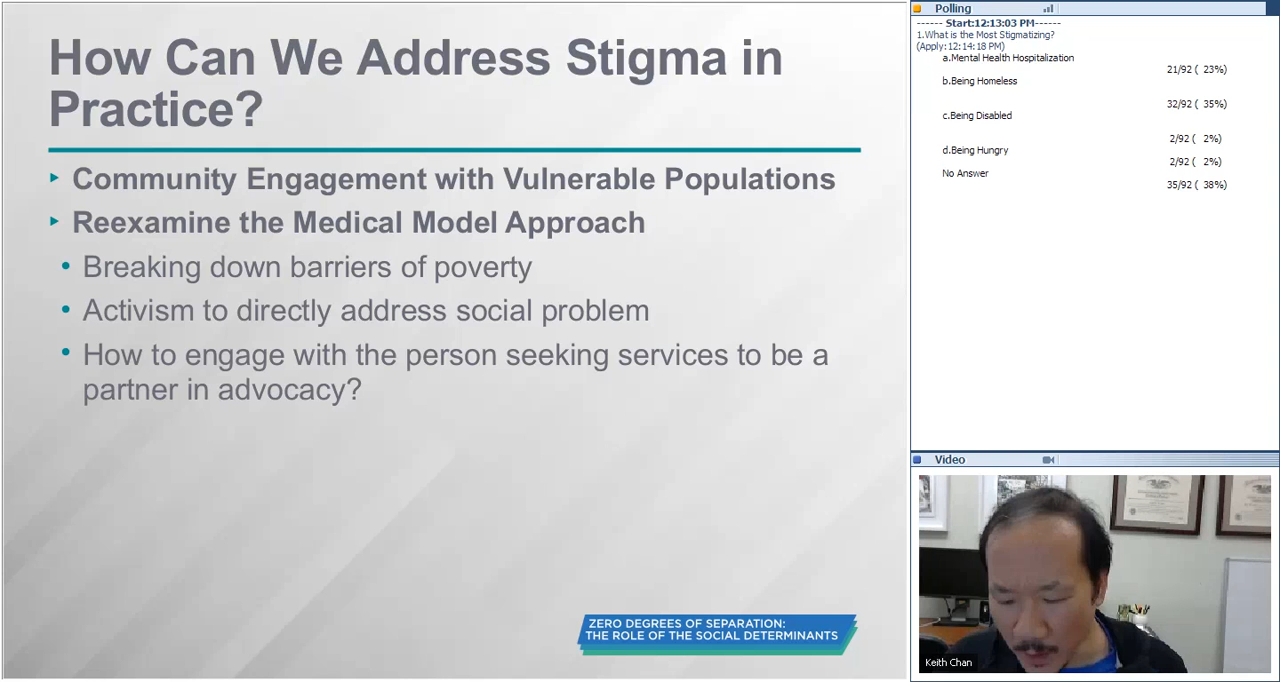 How Can We Address Stigma in
Practice?
‣ Community Engagement with Vulnerable Populations
‣ Reexamine the Medical Model Approach
• Breaking down barriers of poverty
• Activism to directly address social problem
• How to engage with the person seeking services to be a
partner in advocacy?
ZERO DEGREES OF SEPARATION:
THE ROLE OF THE SOCIAL DETERMINANTS
Polling
------ Start:12:13:03 PM------
1.What is the Most Stigmatizing?
(Apply:12:14:18 PM)
a.Mental Health Hospitalization
21/92 ( 23%)
b.Being Homeless
32/92 ( 35%)
c.Being Disabled
2/92 ( 2%)
d.Being Hungry
2/92 ( 2%)
No Answer
35/92 ( 38%)
Video
Keith Chan